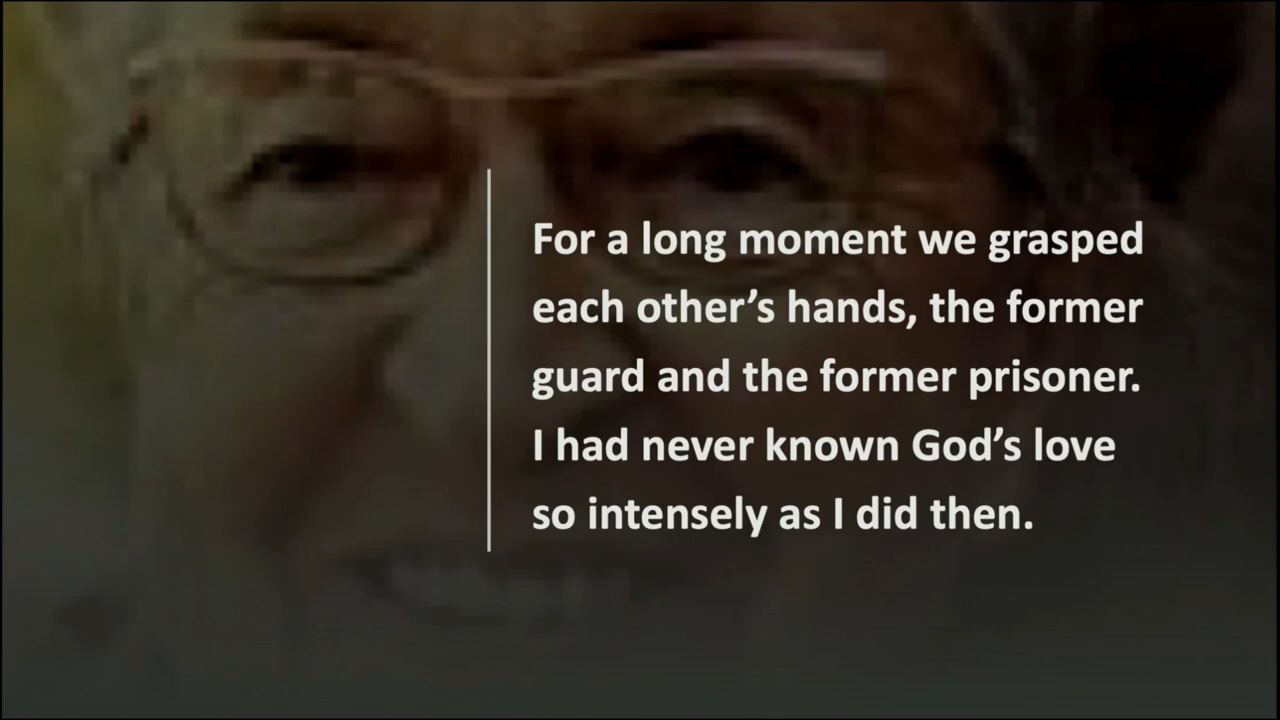 For a long moment we grasped
each other’s hands, the former
guard and the former prisoner.
I had never known God’s love
so intensely as I did then.